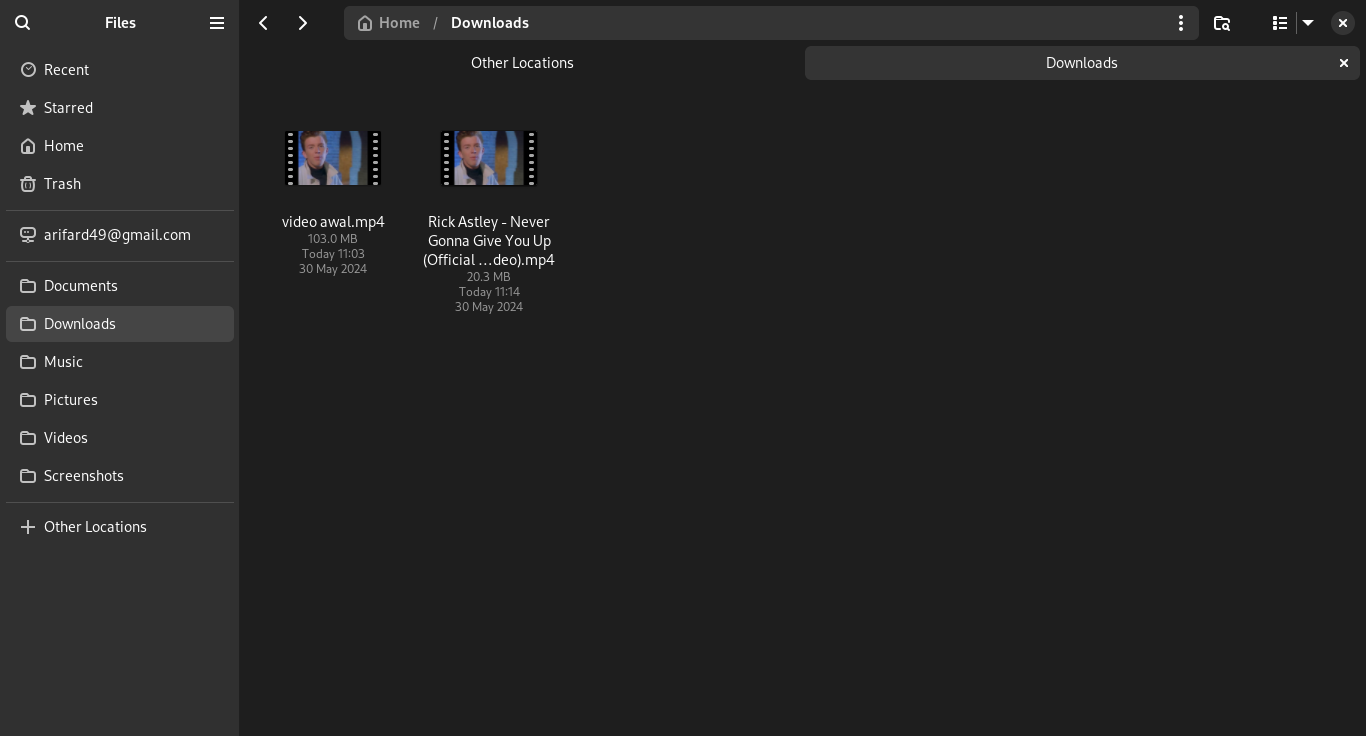 Files
Home / Downloads
Other Locations
Downloads
Recent
Starred
Home
Trash
arifard49@gmail.com
Documents
Downloads
Music
Pictures
Videos
Screenshots
Other Locations
video awal.mp4
103.0 MB
Today 11:03
30 May 2024
Rick Astley - Never
Gonna Give You Up
(Official ...deo).mp4
20.3 MB
Today 11:14
30 May 2024